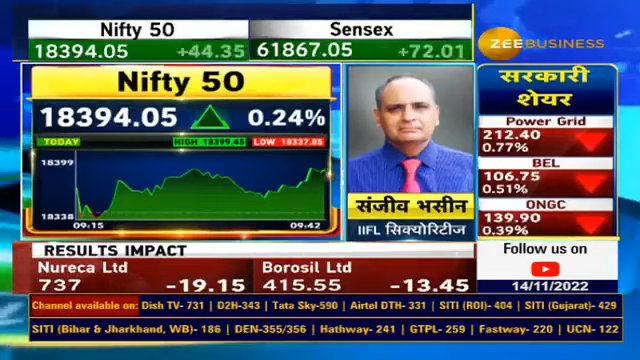 Nifty 50
18394.05
+44.35
Sensex
61867.05
+72.01
ZEE BUSINESS
Nifty 50
18394.05
0.24%
TODAY
HIGH 18399.45
LOW 18337.85
18399
18338
09:15
09:42
संजीव भसीन
IIFL सिक्योरिटीज
सरकारी
शेयर
Power Grid
212.40
0.77%
BEL
106.75
0.51%
ONGC
139.90
0.39%
RESULTS IMPACT
Nureca Ltd
737
-19.15
Borosil Ltd
415.55
-13.45
Follow us on
14/11/2022
Channel available on: Dish TV- 731 | D2H-343 | Tata Sky-590 | Airtel DTH- 331 | SITI (ROI)- 404 | SITI (Gujarat)- 429
SITI (Bihar & Jharkhand, WB)- 186 | DEN-355/356 | Hathway- 241 | GTPL- 259 | Fastway- 220 | UCN- 122